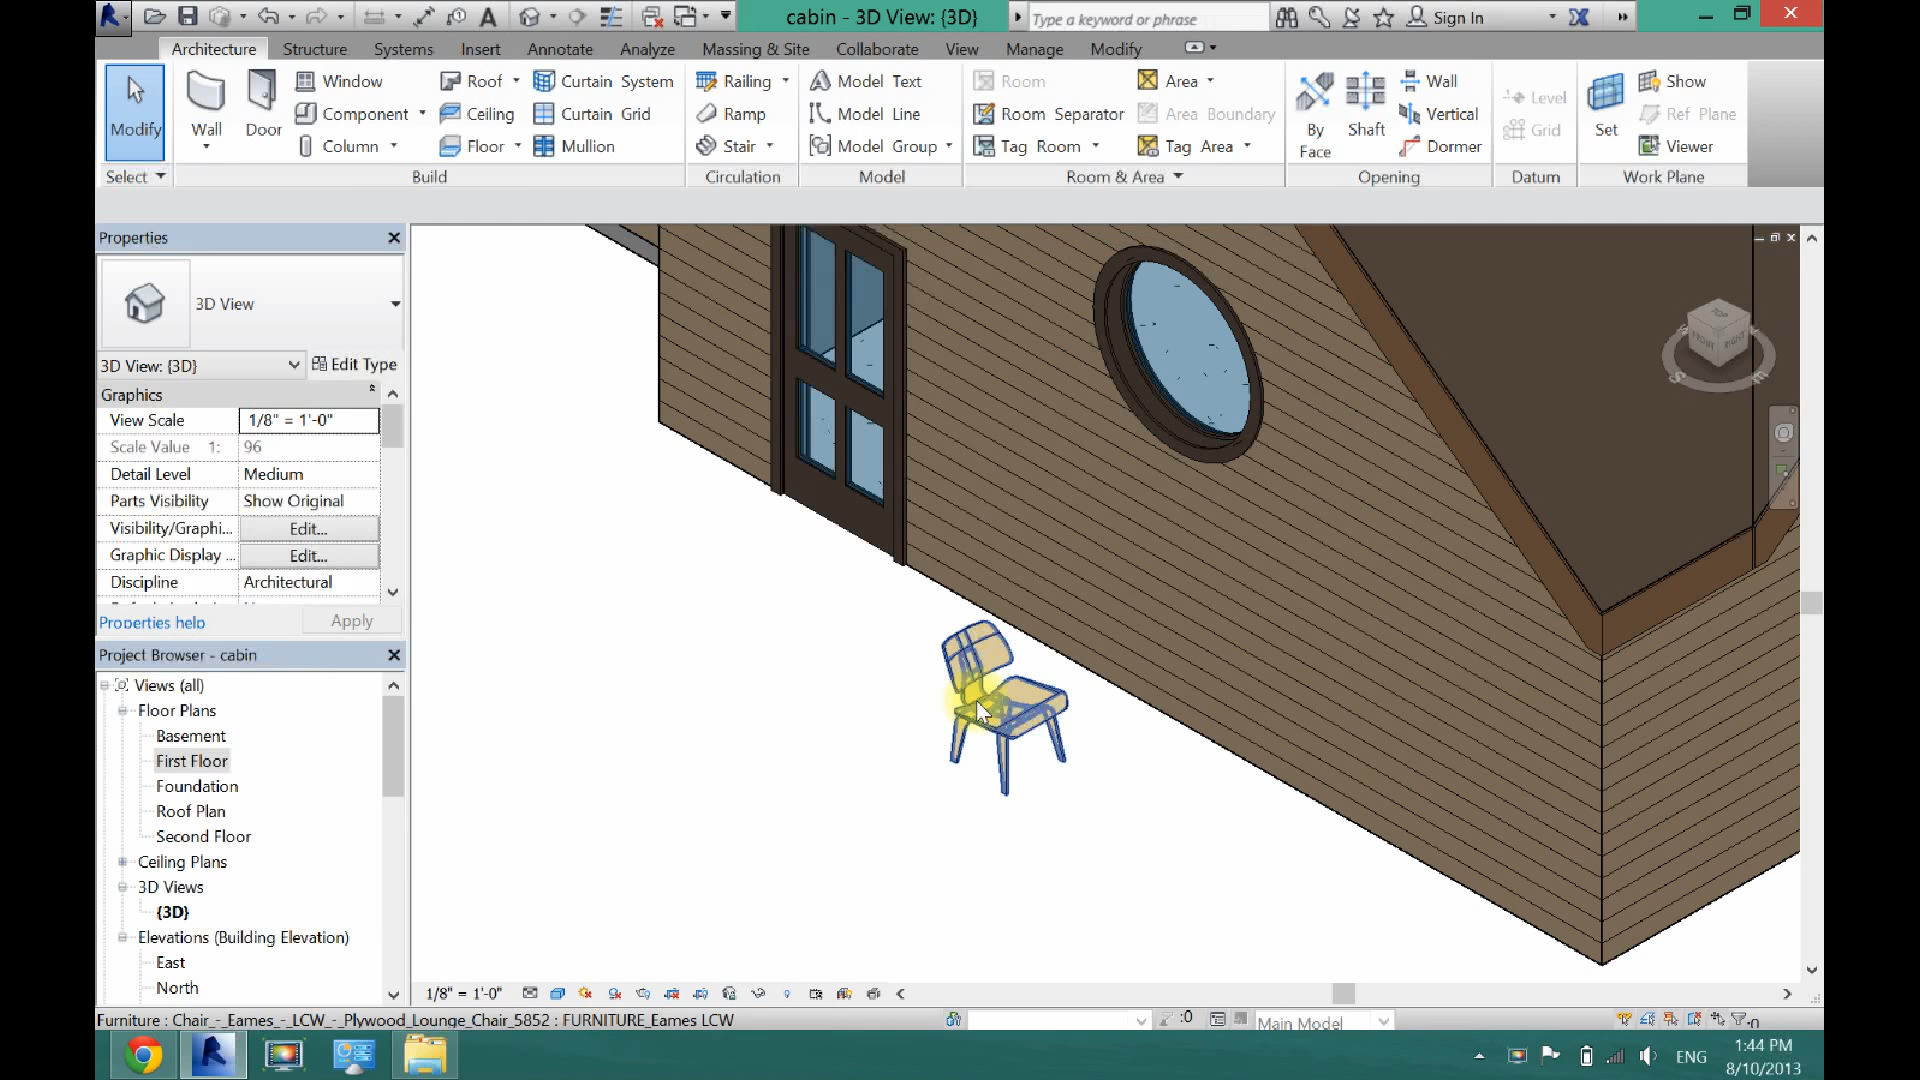 cabin - 3D View: {3D}
Type a keyword or phrase
Sign In
Architecture Structure Systems Insert Annotate Analyze Massing & Site Collaborate View Manage Modify
Modify
Select
Wall
Door
Window
Component
Column
Roof
Ceiling
Floor
Curtain System
Curtain Grid
Mullion
Build
Railing
Ramp
Stair
Circulation
Model Text
Model Line
Model Group
Model
Room
Room Separator
Tag Room
Area
Area Boundary
Tag Area
Room & Area
By
Face
Shaft
Wall
Vertical
Dormer
Opening
Level
Grid
Datum
Set
Show
Ref Plane
Viewer
Work Plane
Properties
3D View
3D View: {3D}
Edit Type
Graphics
View Scale 1/8" = 1'-0"
Scale Value 1: 96
Detail Level Medium
Parts Visibility Show Original
Visibility/Graphi... Edit...
Graphic Display ... Edit...
Discipline Architectural
Properties help
Apply
Project Browser - cabin
Views (all)
Floor Plans
Basement
First Floor
Foundation
Roof Plan
Second Floor
Ceiling Plans
3D Views
{3D}
Elevations (Building Elevation)
East
North
TOP
FRONT
RIGHT
1/8" = 1'-0"
Furniture : Chair_-_Eames_-_LCW_-_Plywood_Lounge_Chair_5852 : FURNITURE_Eames LCW
:0
Main Model
:0
ENG
1:44 PM
8/10/2013